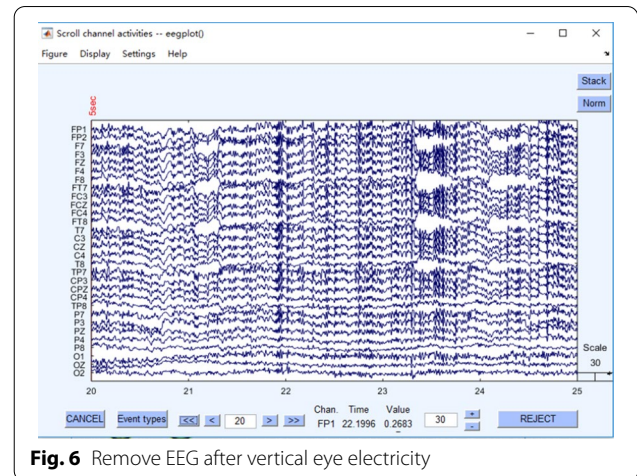 Scroll channel activities -- eegplot()
Figure Display Settings Help
Stack
Norm
5sec
FP1
FP2
F7
F3
FZ
F4
F8
FT7
FC3
FCZ
FC4
FT8
T7
C3
CZ
C4
T8
TP7
CP3
CPZ
CP4
TP8
P7
P3
PZ
P4
P8
O1
OZ
O2
Scale
30
20 21 22 23 24 25
CANCEL Event types << < 20 > >> Chan. Time Value 30 + - REJECT
FP1 22.1996 0.2683
Fig. 6 Remove EEG after vertical eye electricity